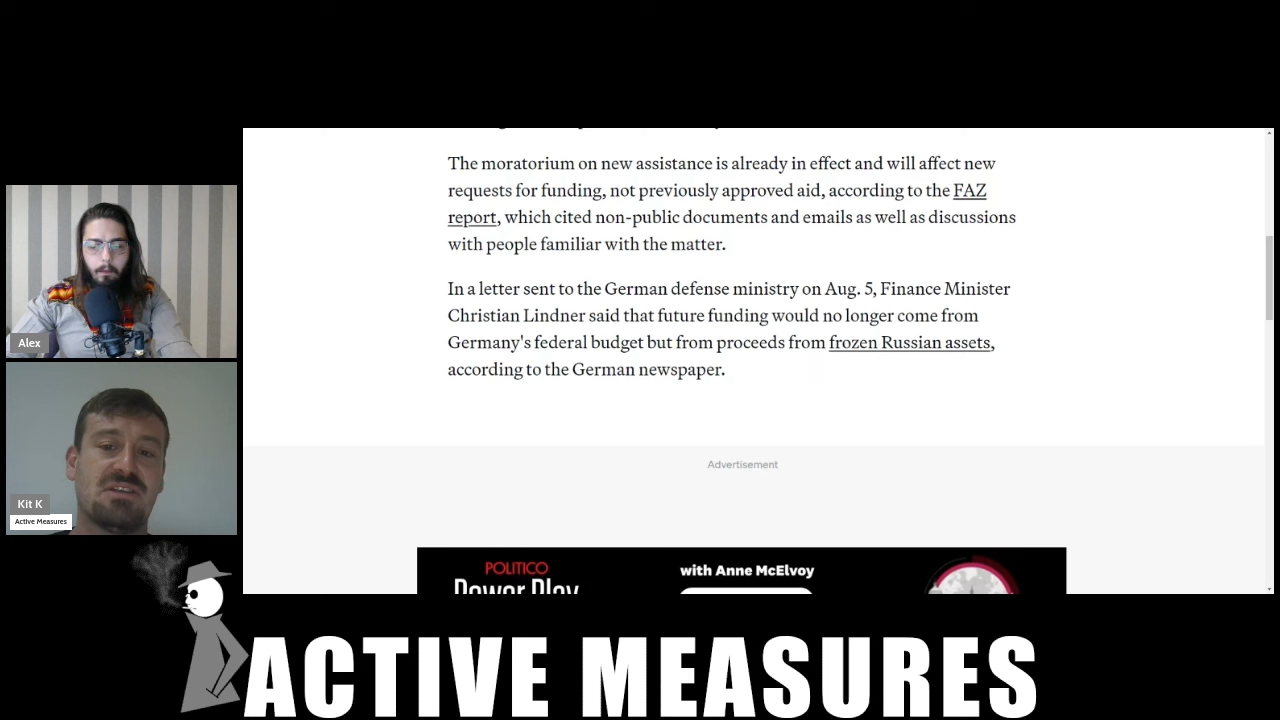 The moratorium on new assistance is already in effect and will affect new
requests for funding, not previously approved aid, according to the FAZ
report, which cited non-public documents and emails as well as discussions
with people familiar with the matter.
In a letter sent to the German defense ministry on Aug. 5, Finance Minister
Christian Lindner said that future funding would no longer come from
Germany's federal budget but from proceeds from frozen Russian assets,
according to the German newspaper.
Advertisement
POLITICO
Power Play
with Anne McElvoy
Alex
Kit K
Active Measures
ACTIVE MEASURES